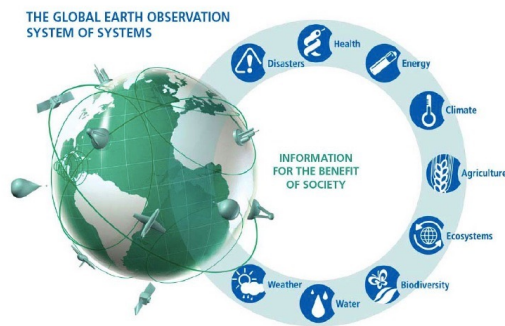 THE GLOBAL EARTH OBSERVATION
SYSTEM OF SYSTEMS
Health
Disasters
Energy
Climate
INFORMATION
FOR THE BENEFIT
OF SOCIETY
Agriculture
Ecosystems
Weather
Water
Biodiversity